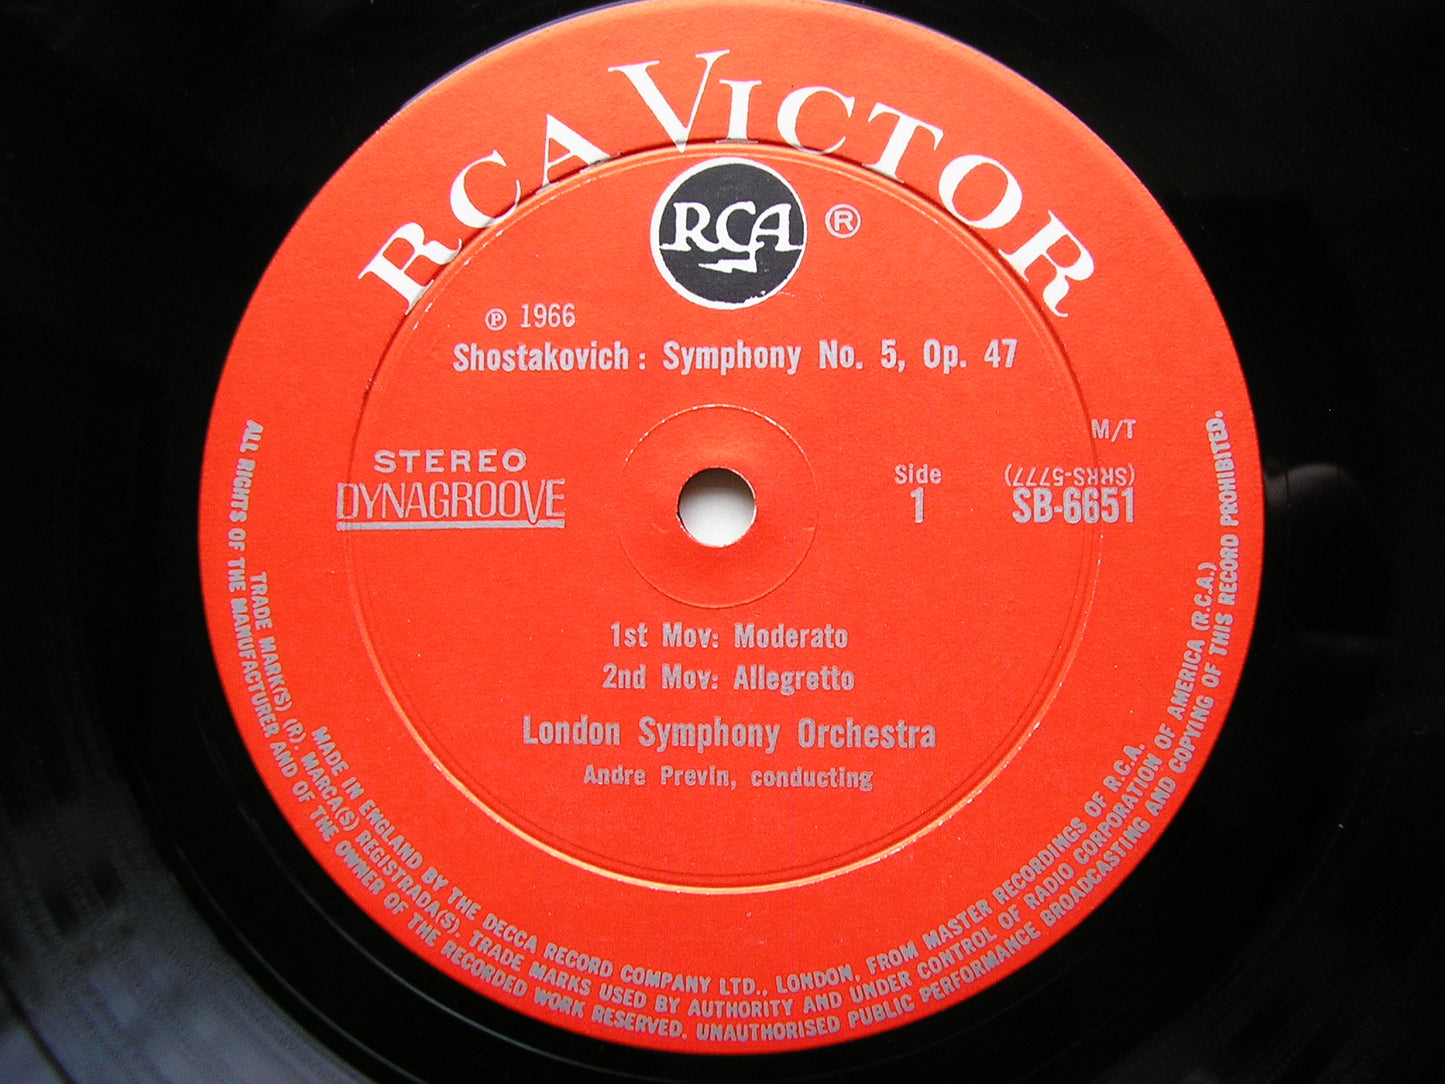 RCA VICTOR
RCA ®
℗ 1966
Shostakovich: Symphony No. 5, Op. 47
M/T
STEREO
DYNAGROOVE
Side
1
(SRRS-5777)
SB-6651
1st Mov: Moderato
2nd Mov: Allegretto
London Symphony Orchestra
Andre Previn, conducting
MADE IN ENGLAND BY THE DECCA RECORD COMPANY LTD., LONDON, FROM MASTER RECORDINGS OF R.C.A.
TRADE MARK(S) (R). MARCA(S) REGISTRADA(S). TRADE MARKS USED BY AUTHORITY AND UNDER CONTROL OF RADIO CORPORATION OF AMERICA (R.C.A.)
ALL RIGHTS OF THE MANUFACTURER AND OF THE OWNER OF THE RECORDED WORK RESERVED. UNAUTHORISED PUBLIC PERFORMANCE BROADCASTING AND COPYING OF THIS RECORD PROHIBITED.